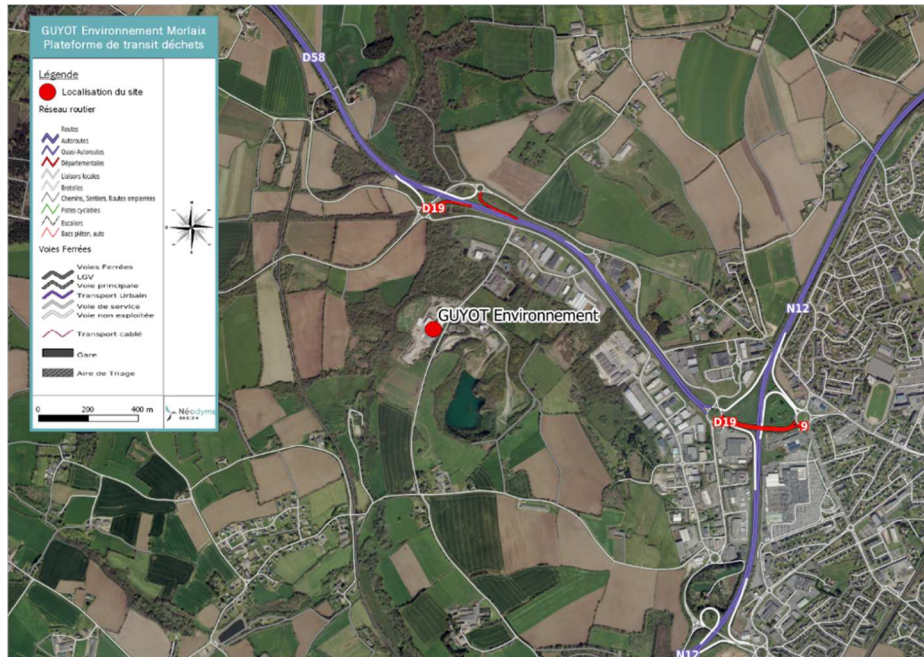 GUYOT Environnement Morlaix
Plateforme de transit déchets
Légende
Localisation du site
Réseau routier
Routes
Autoroutes
Quasi-Autoroutes
Départementales
Liaisons locales
Bretelles
Chemins, Sentiers, Routes empierrées
Pistes cyclables
Escaliers
Bacs piéton, auto
Voies Ferrées
Voies Ferrées
LGV
Voie principale
Transport Urbain
Voie de service
Voie non exploitée
Transport cablé
Gare
Aire de Triage
0 200 400 m
Néodyme
D58
D19
GUYOT Environnement
N12
D19
9
N12